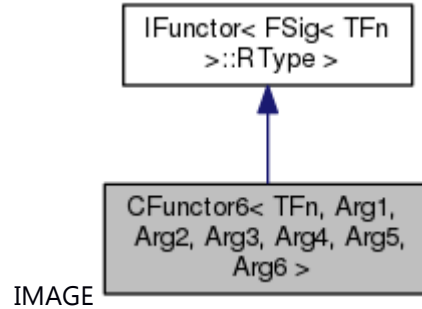 IFunctor< FSig< TFn
>::RType >
CFunctor6< TFn, Arg1,
Arg2, Arg3, Arg4, Arg5,
Arg6 >
IMAGE